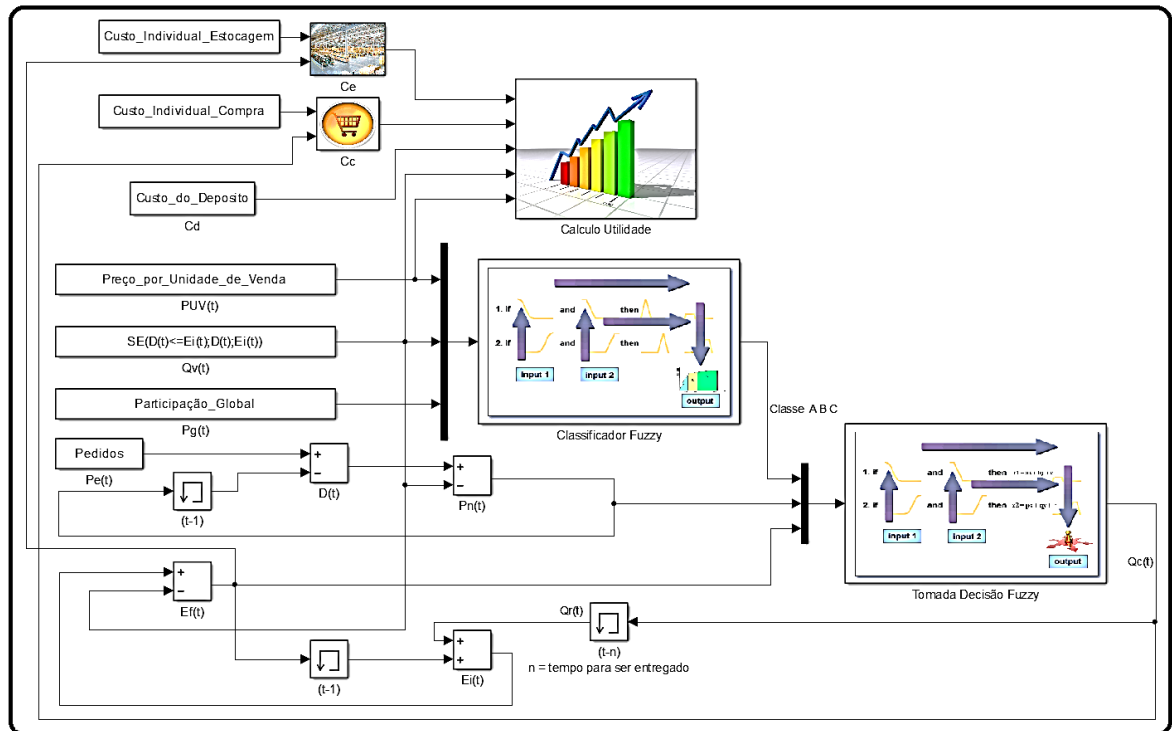 Custo_Individual_Estocagem
Ce
Custo_Individual_Compra
Cc
Custo_do_Deposito
Cd
Calculo Utilidade
Preço_por_Unidade_de_Venda
PUV(t)
SE(D(t)<=Ei(t);D(t);Ei(t))
Qv(t)
Participação_Global
Pg(t)
1. If and then
2. If and then
input 1 input 2
output
Classificador Fuzzy
Classe A B C
Pedidos
Pe(t)
+
−
D(t)
+
−
Pn(t)
(t-1)
1. If and then
2. If and then
input 1 input 2
output
Tomada Decisão Fuzzy
Qc(t)
+
−
Ef(t)
(t-1)
Qr(t)
+
+
Ei(t)
(t-n)
n = tempo para ser entregado